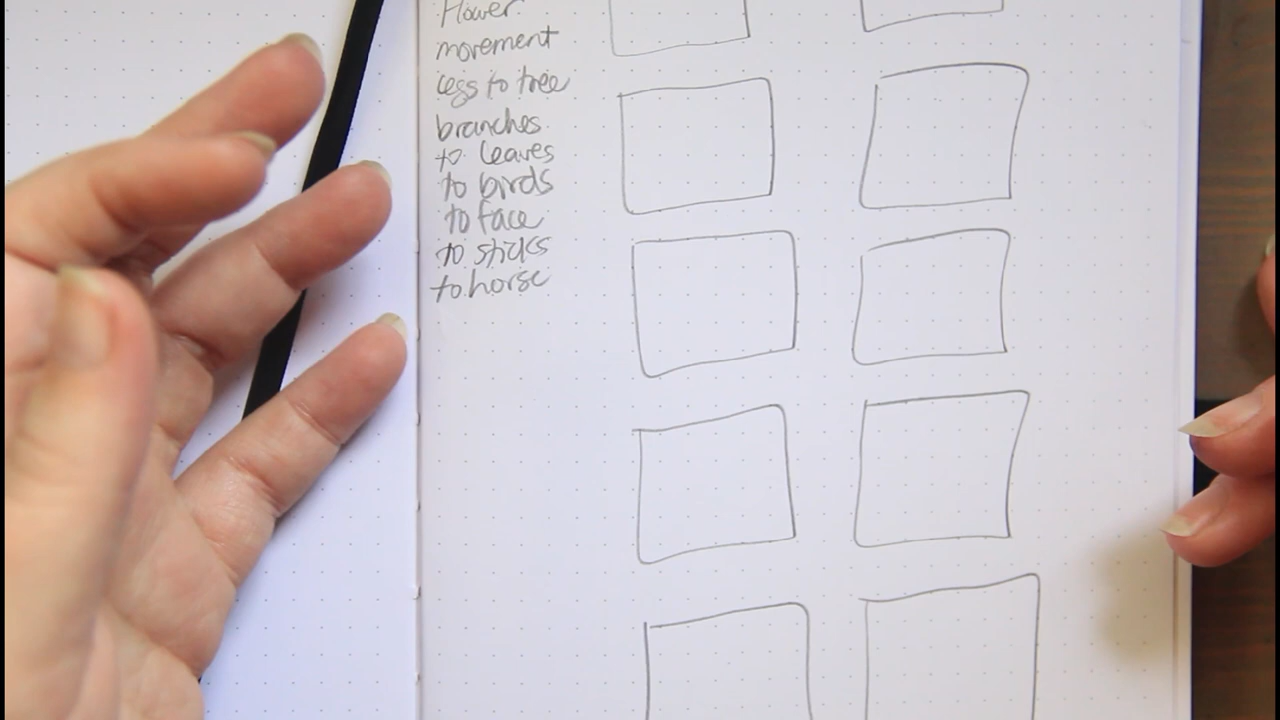 Flower
movement
legs to tree
branches
to leaves
to birds
to face
to sticks
to horse